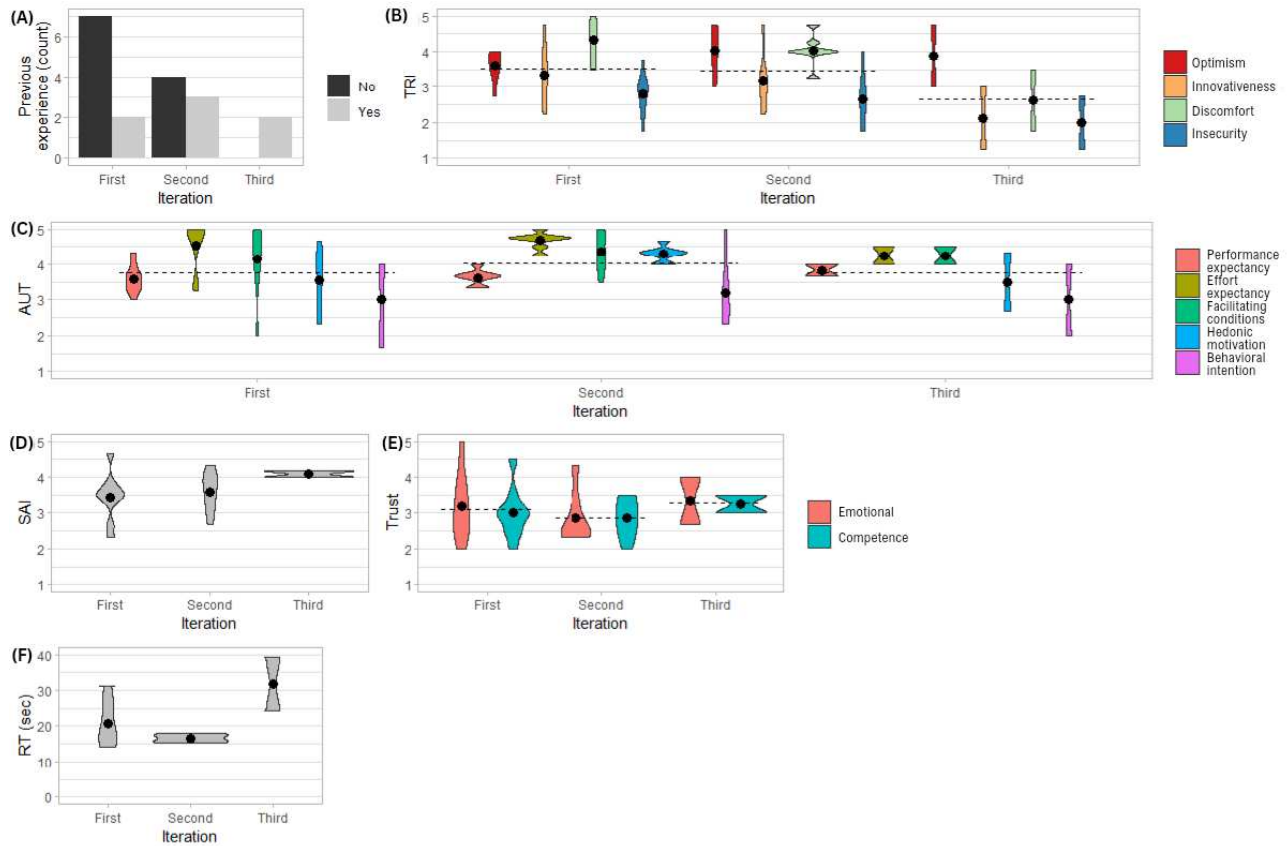 (A)
Previous
experience (count)
6
4
2
0
First
Second
Third
Iteration
No
Yes
(B)
TRI
5
4
3
2
1
First
Second
Third
Iteration
Optimism
Innovativeness
Discomfort
Insecurity
(C)
AUT
5
4
3
2
1
First
Second
Third
Iteration
Performance
expectancy
Effort
expectancy
Facilitating
conditions
Hedonic
motivation
Behavioral
intention
(D)
SAI
5
4
3
2
1
First
Second
Third
Iteration
(E)
Trust
5
4
3
2
1
First
Second
Third
Iteration
Emotional
Competence
(F)
RT (sec)
40
30
20
10
0
First
Second
Third
Iteration